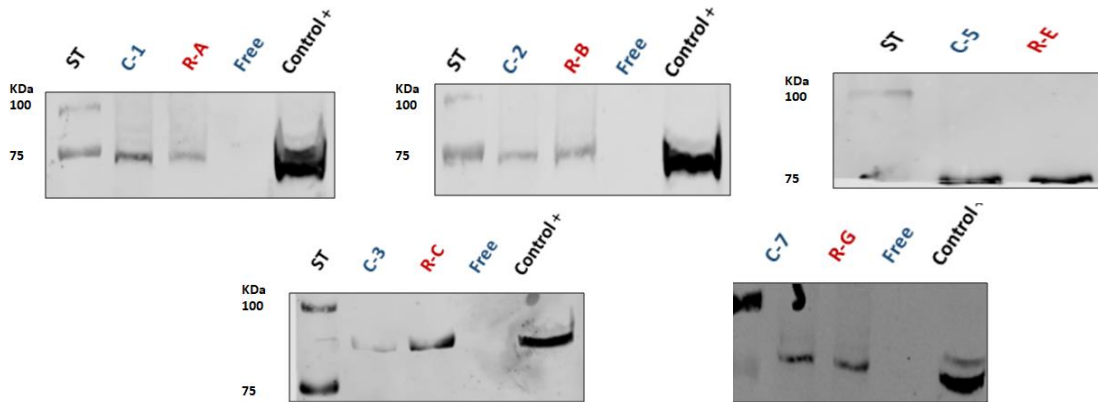 ST C-1 R-A Free Control+
KDa
100
75
ST C-2 R-B Free Control+
KDa
100
75
ST C-5 R-E
KDa
100
75
ST C-3 R-C Free Control+
KDa
100
75
C-7 R-G Free Control